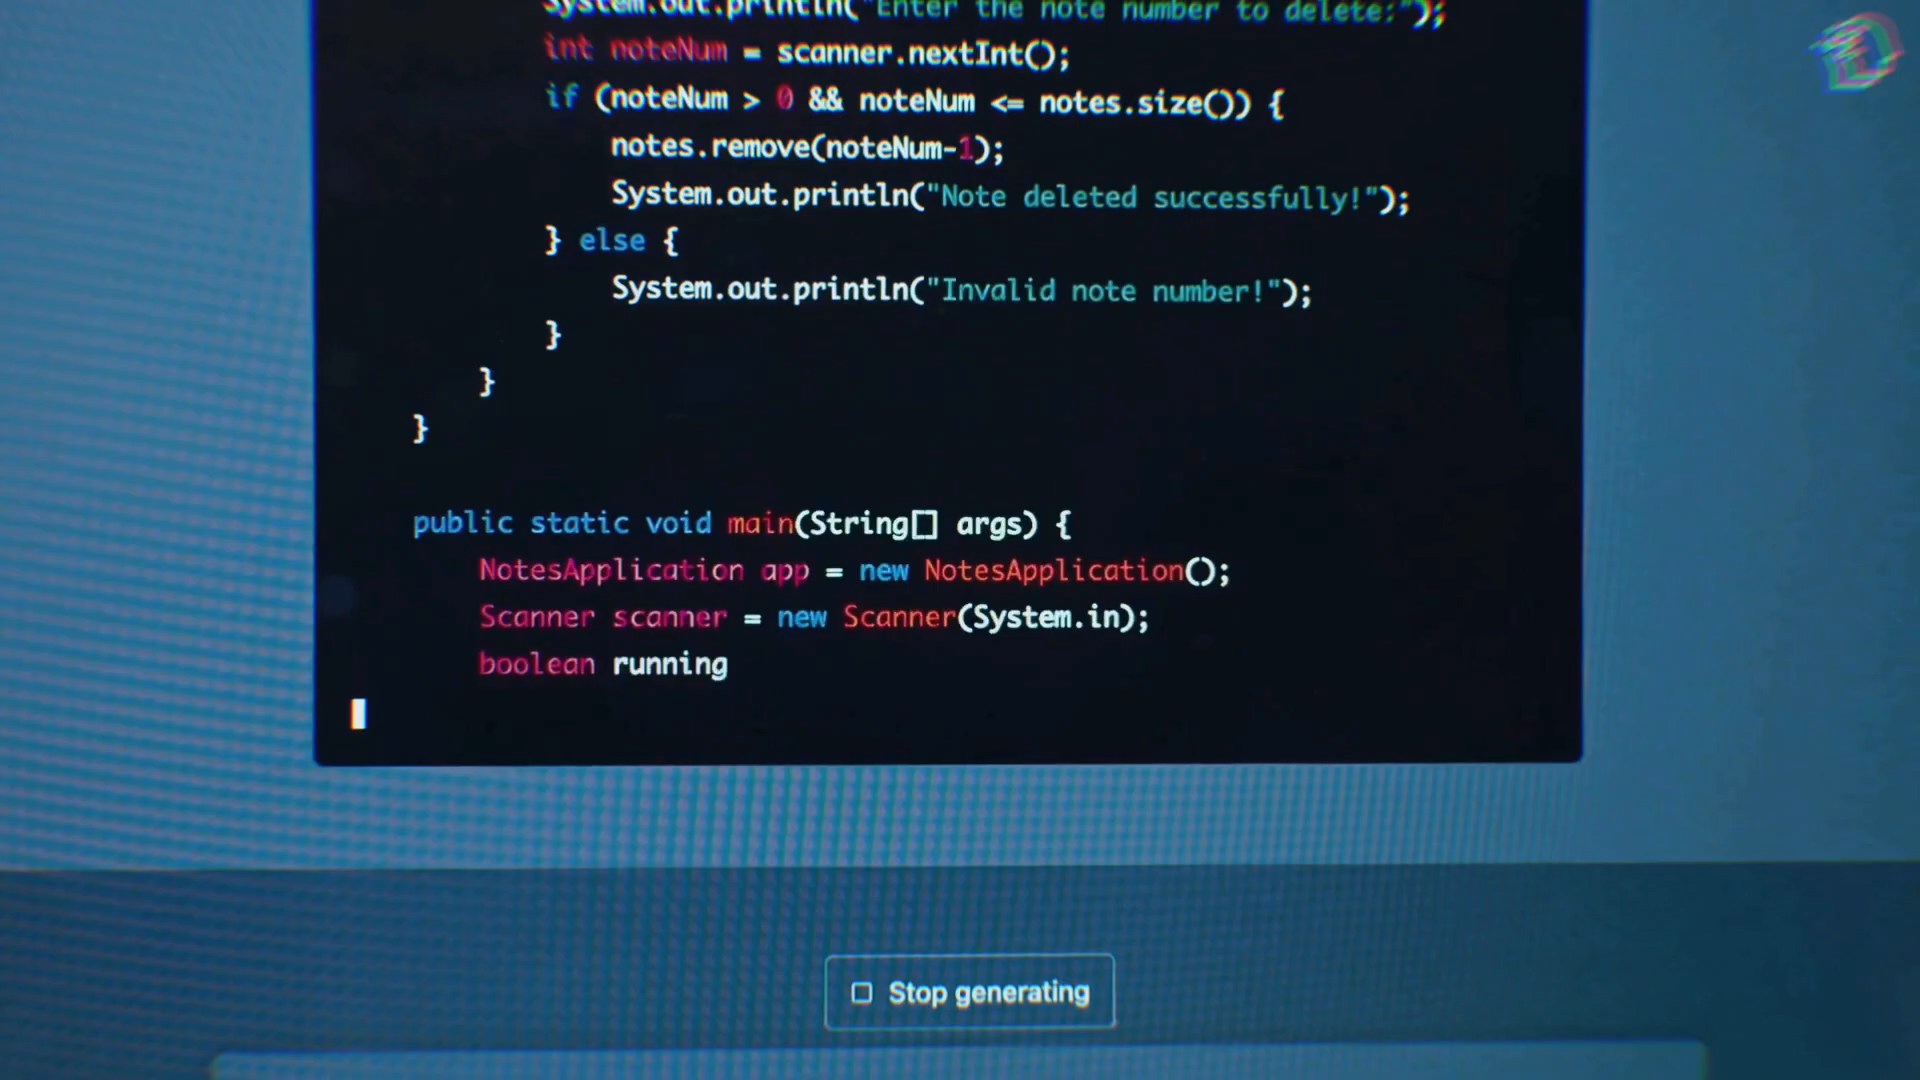 System.out.println("Enter the note number to delete:");
int noteNum = scanner.nextInt();
if (noteNum > 0 && noteNum <= notes.size()) {
notes.remove(noteNum-1);
System.out.println("Note deleted successfully!");
} else {
System.out.println("Invalid note number!");
}
}
}
public static void main(String[] args) {
NotesApplication app = new NotesApplication();
Scanner scanner = new Scanner(System.in);
boolean running
Stop generating